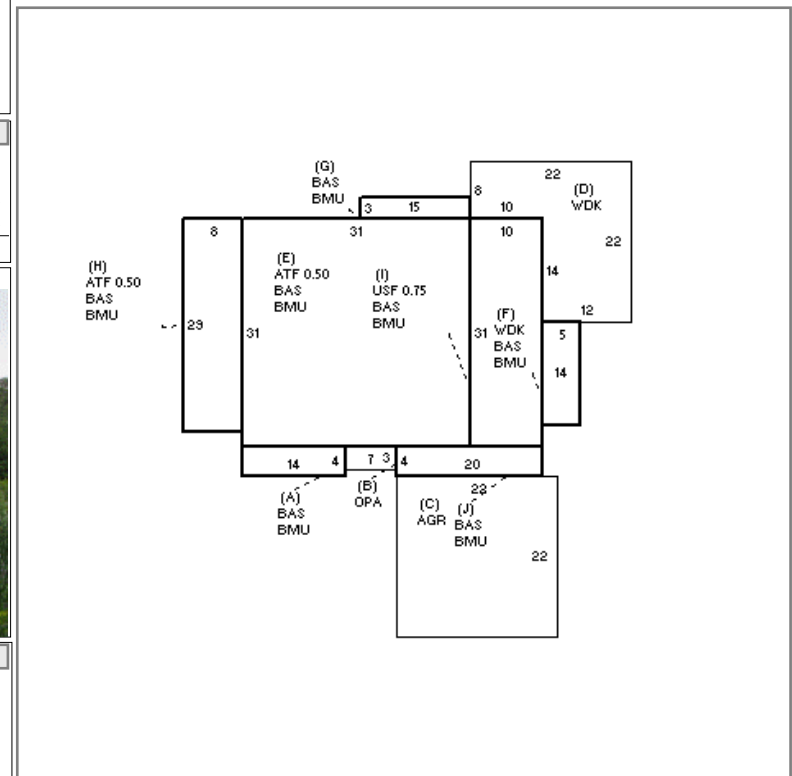 (G)
BAS
BMU
3
15
8
10
22
(D)
WDK
22
14
12
8
31
10
(H)
ATF 0.50
BAS
BMU
29
31
(E)
ATF 0.50
BAS
BMU
(I)
USF 0.75
BAS
BMU
31
(F)
WDK
BAS
BMU
5
14
14
4
7
3
4
20
(A)
BAS
BMU
(B)
OPA
22
(C)
AGR
(J)
BAS
BMU
22